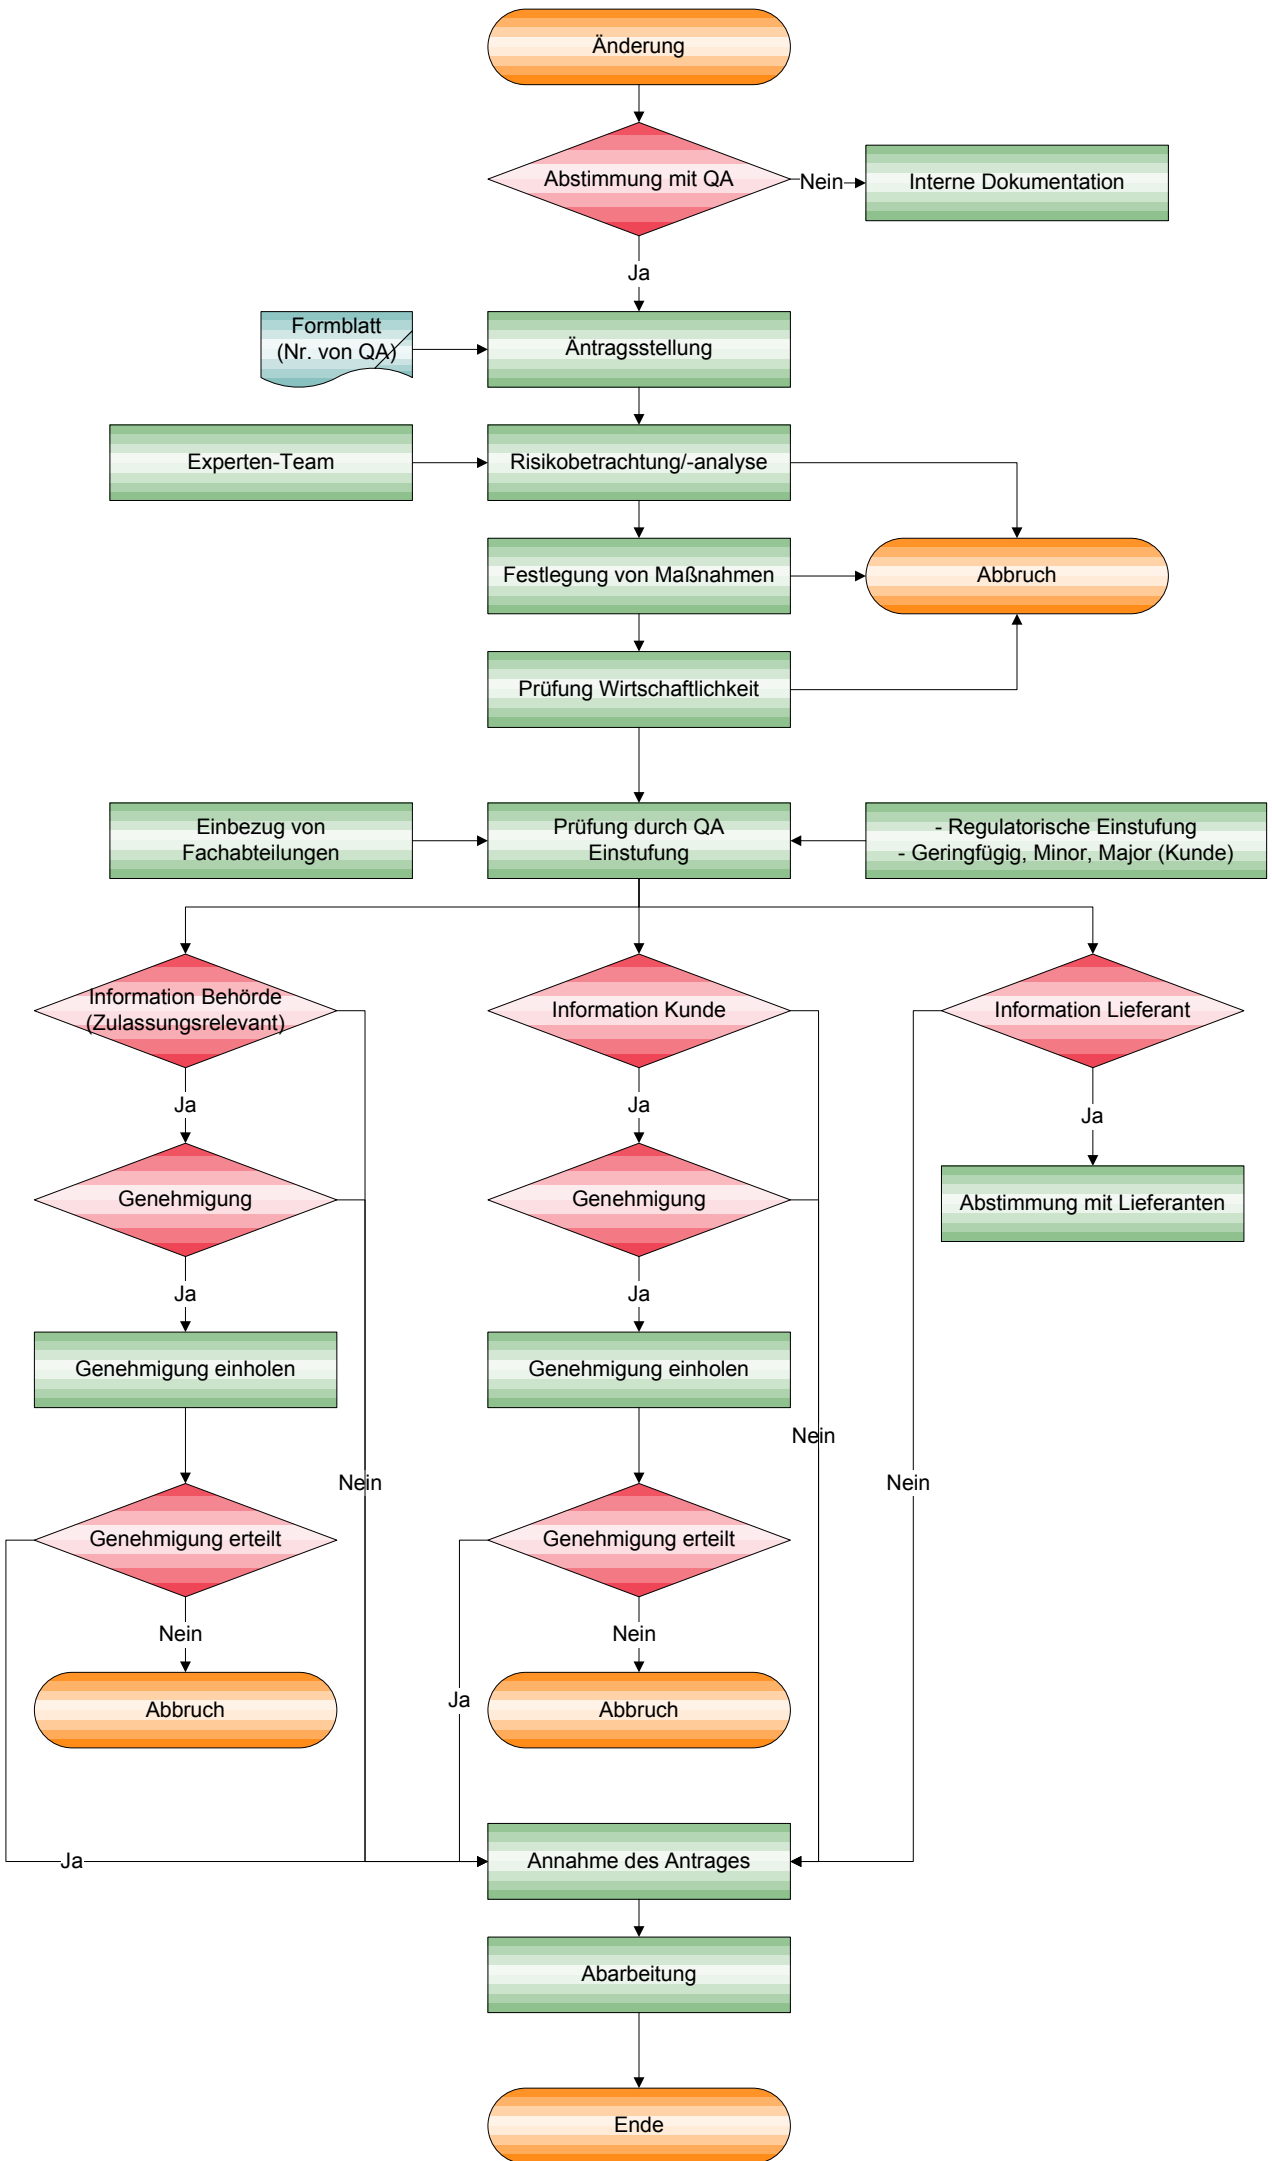 Änderung
Abstimmung mit QA
Nein
Interne Dokumentation
Ja
Formblatt
(Nr. von QA)
Äntragsstellung
Experten-Team
Risikobetrachtung/-analyse
Festlegung von Maßnahmen
Abbruch
Prüfung Wirtschaftlichkeit
Einbezug von
Fachabteilungen
Prüfung durch QA
Einstufung
- Regulatorische Einstufung
- Geringfügig, Minor, Major (Kunde)
Information Behörde
(Zulassungsrelevant)
Information Kunde
Information Lieferant
Ja
Ja
Ja
Genehmigung
Genehmigung
Abstimmung mit Lieferanten
Ja
Ja
Genehmigung einholen
Genehmigung einholen
Nein
Nein
Nein
Genehmigung erteilt
Genehmigung erteilt
Nein
Nein
Abbruch
Ja
Abbruch
Ja
Annahme des Antrages
Abarbeitung
Ende